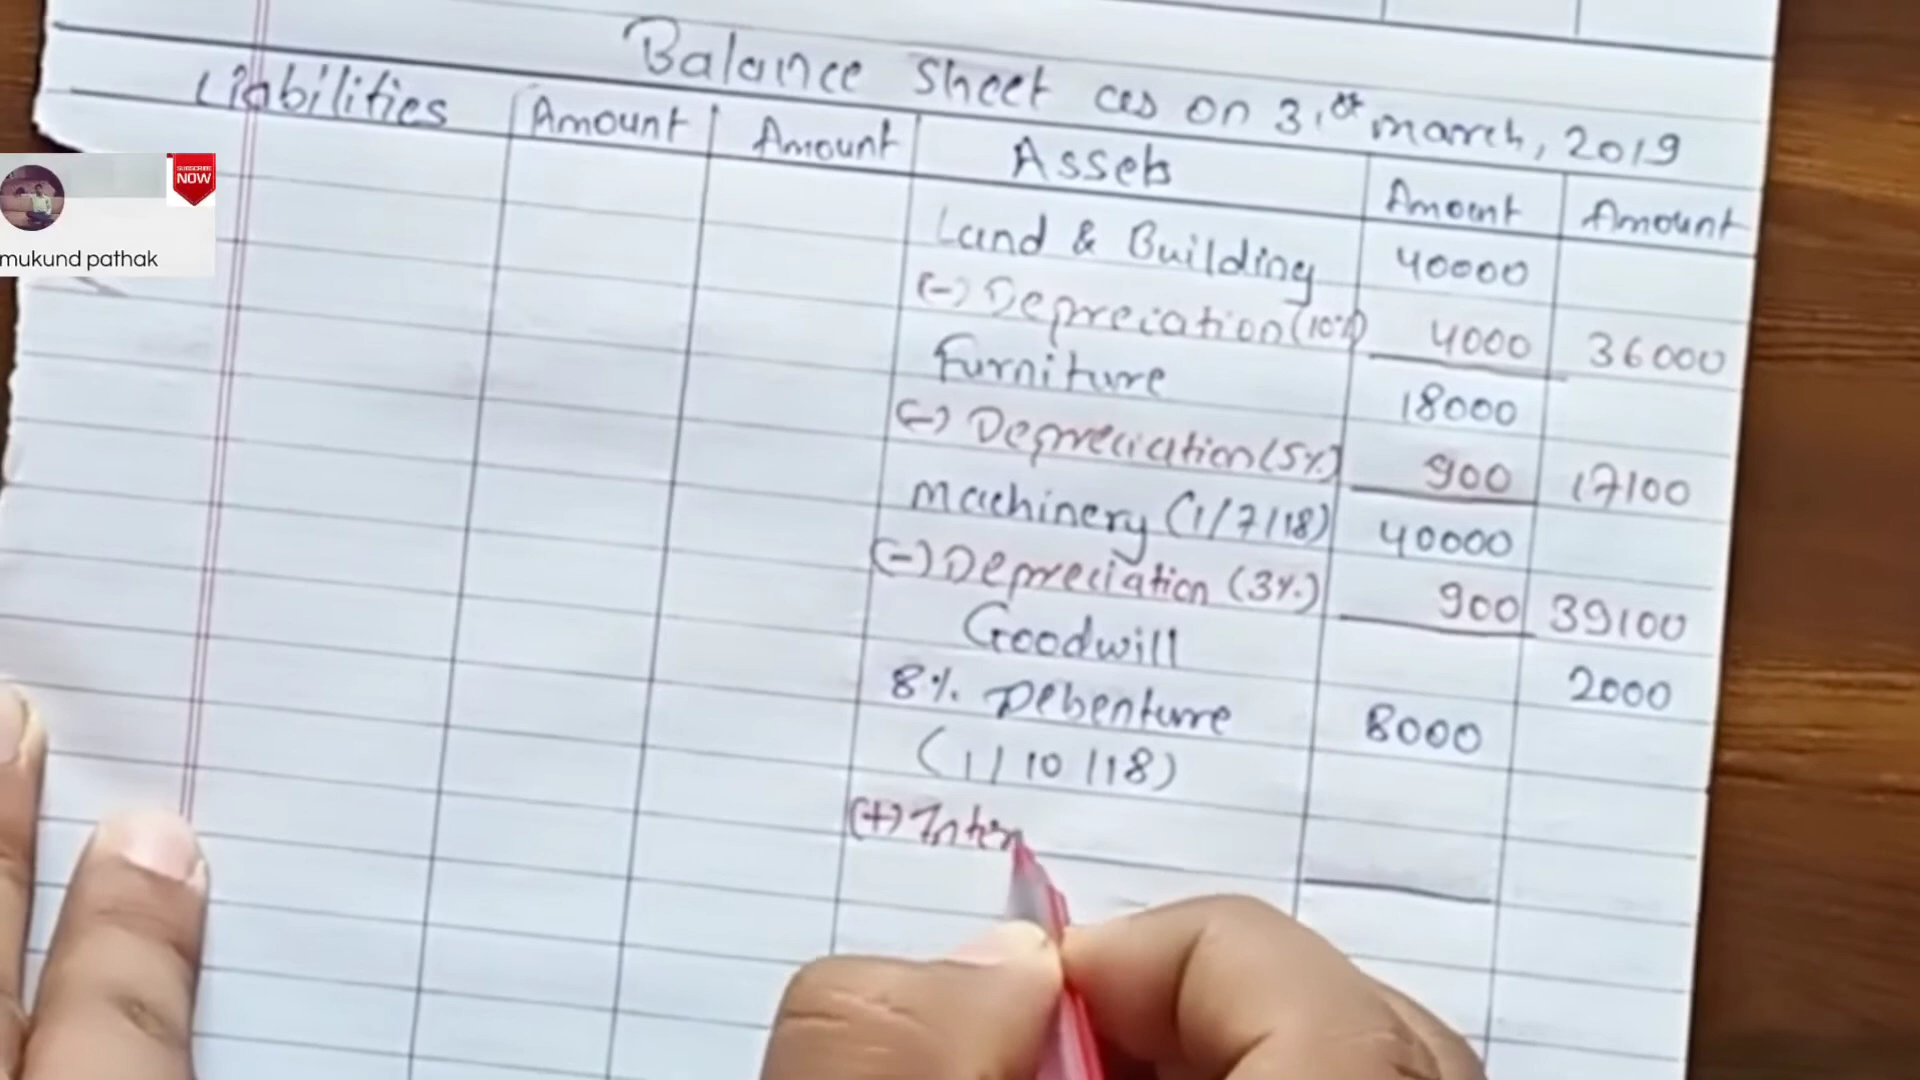 Balance Sheet as on 31st march, 2019
Liabilities Amount Amount Assets Amount Amount
Land & Building 40000
(-) Depreciation (10%) 4000 36000
Furniture 18000
(-) Depreciation (5%) 900 17100
Machinery (1/7/18) 40000
(-) Depreciation (3%) 900 39100
Goodwill 2000
8% Debenture 8000
(1/10/18)
(+) Inter
SUBSCRIBE
NOW
mukund pathak